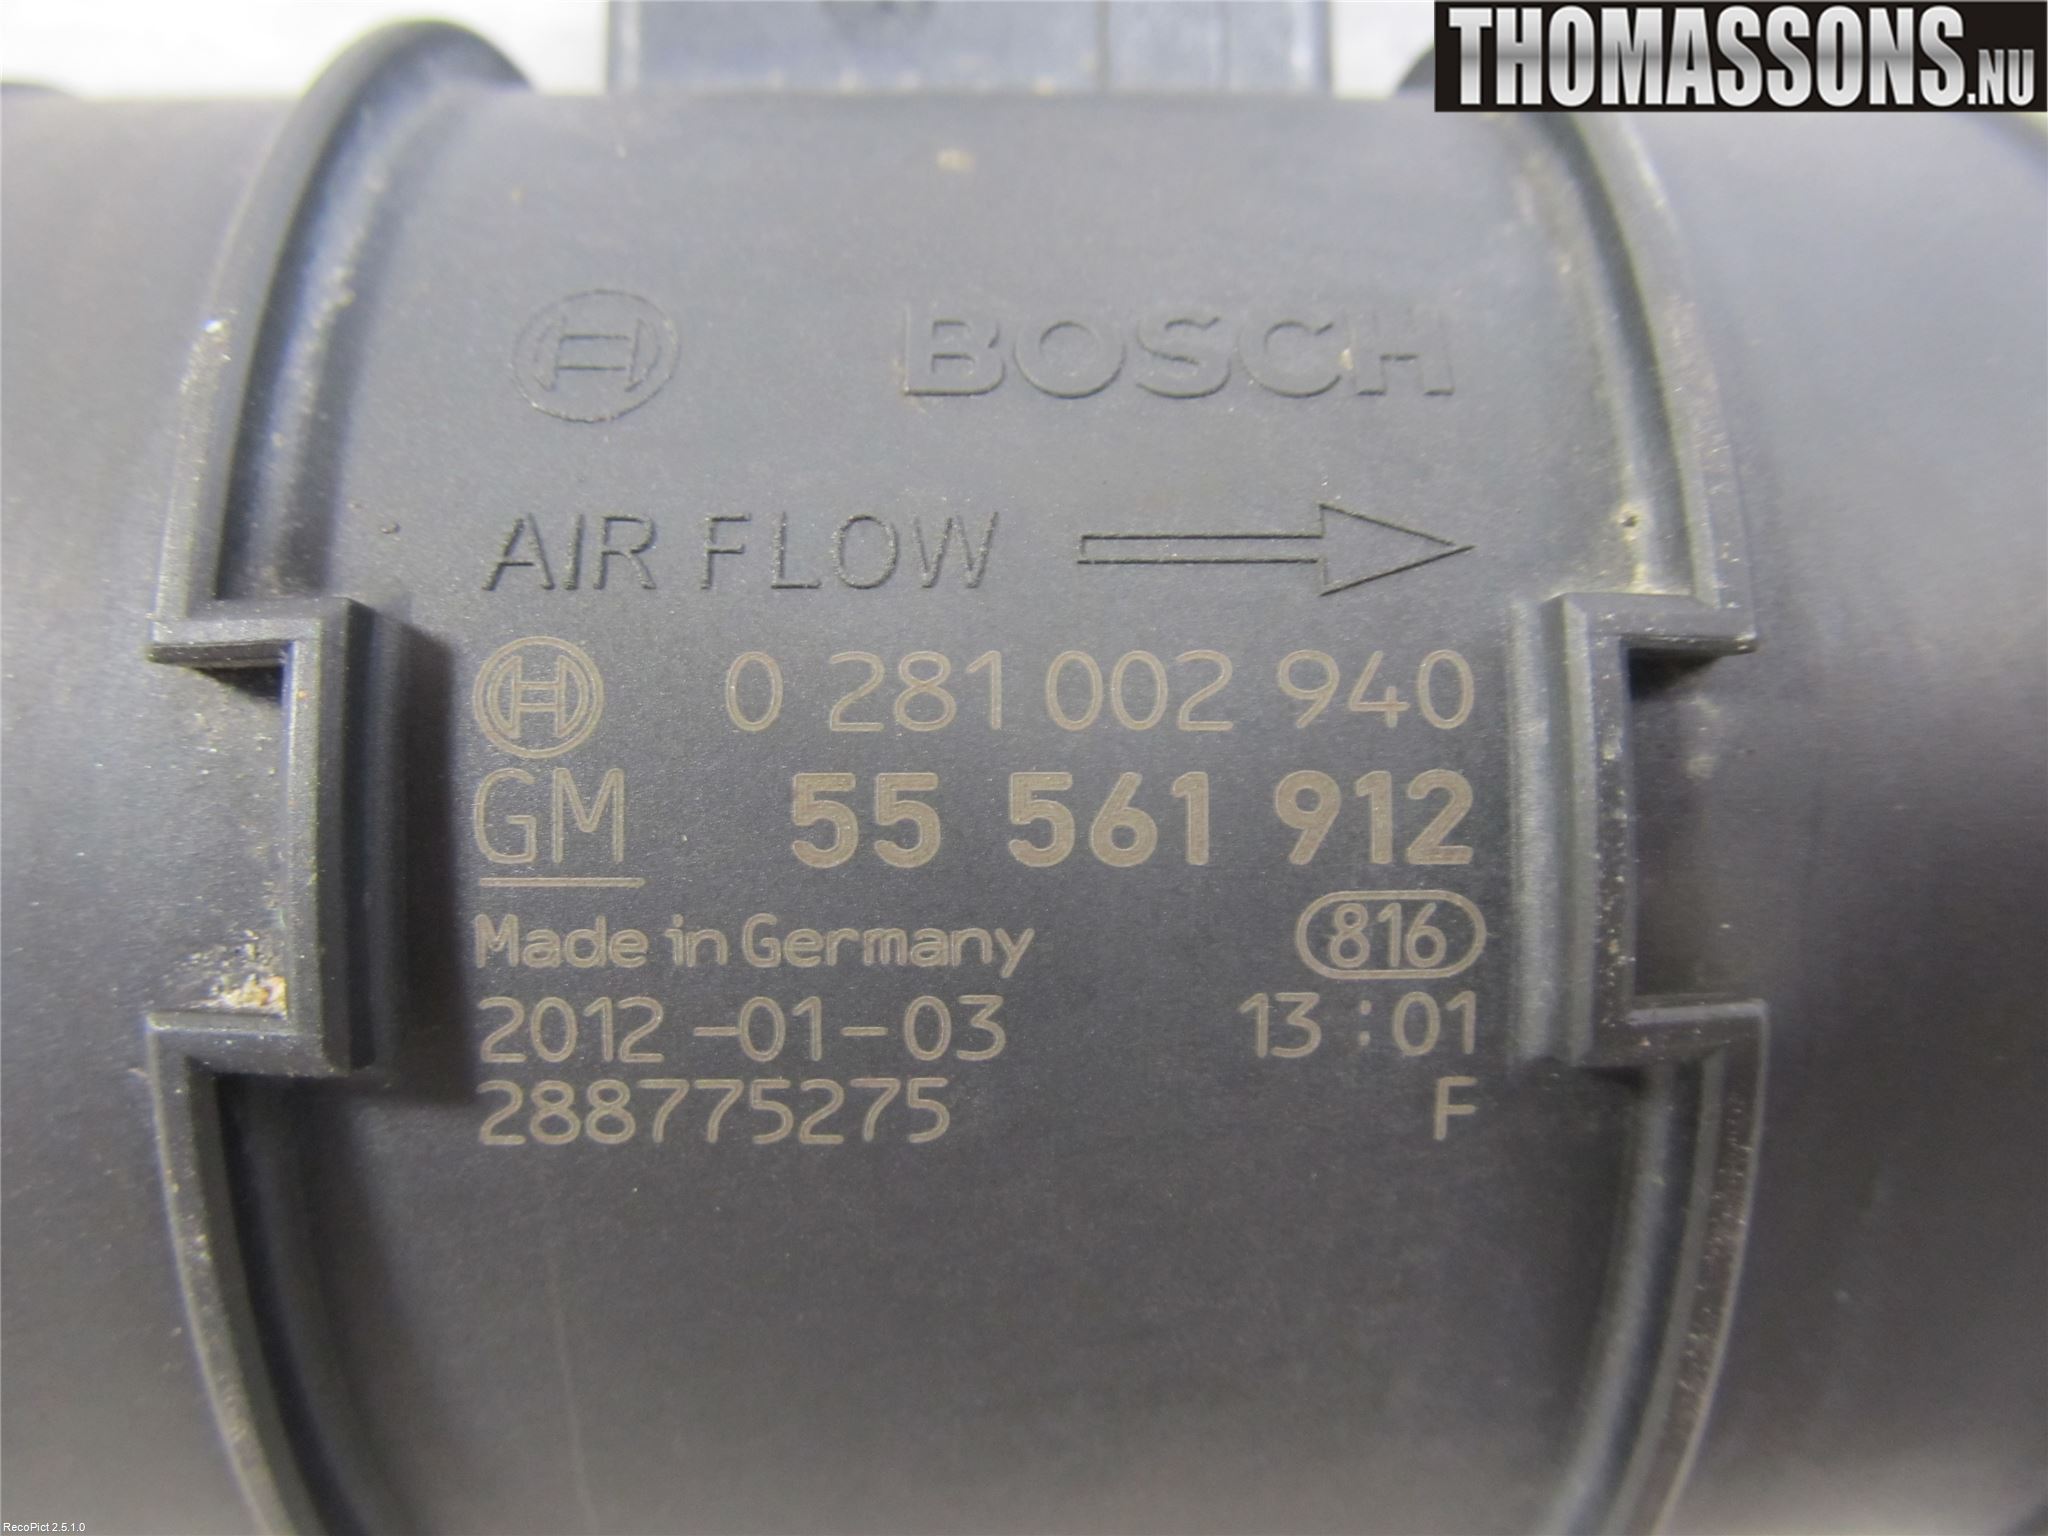 THOMASSONS.NU
BOSCH
AIR FLOW
0 281 002 940
GM 55 561 912
Made in Germany 816
2012-01-03 13:01
288775275 F
RecoPict 2.5.1.0